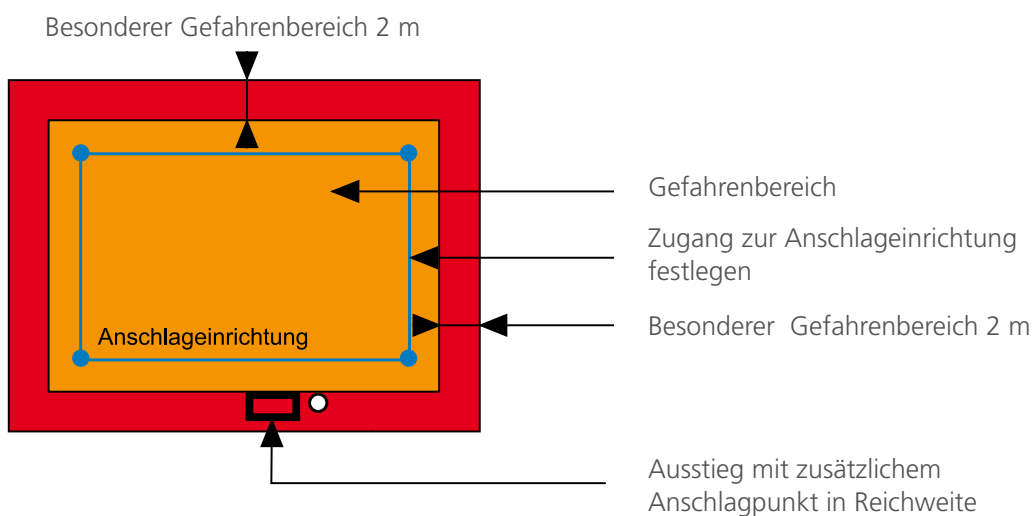 Besonderer Gefahrenbereich 2 m
Gefahrenbereich
Zugang zur Anschlageinrichtung
festlegen
Besonderer  Gefahrenbereich 2 m
Anschlageinrichtung
Ausstieg mit zusätzlichem
Anschlagpunkt in Reichweite